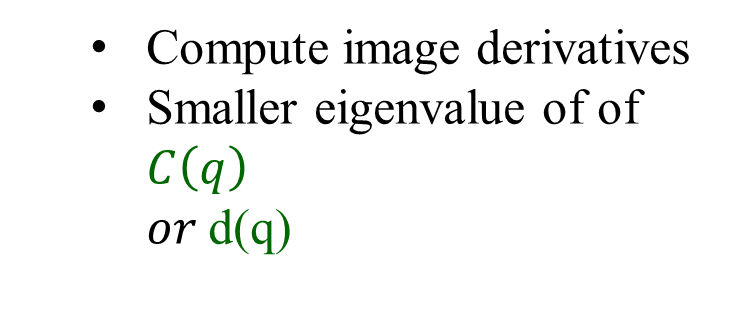 • Compute image derivatives
• Smaller eigenvalue of of
C(q)
or d(q)